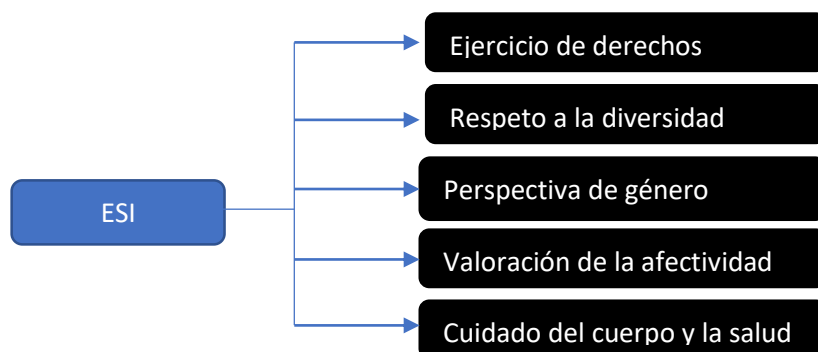 Ejercicio de derechos
Respeto a la diversidad
Perspectiva de género
ESI
Valoración de la afectividad
Cuidado del cuerpo y la salud